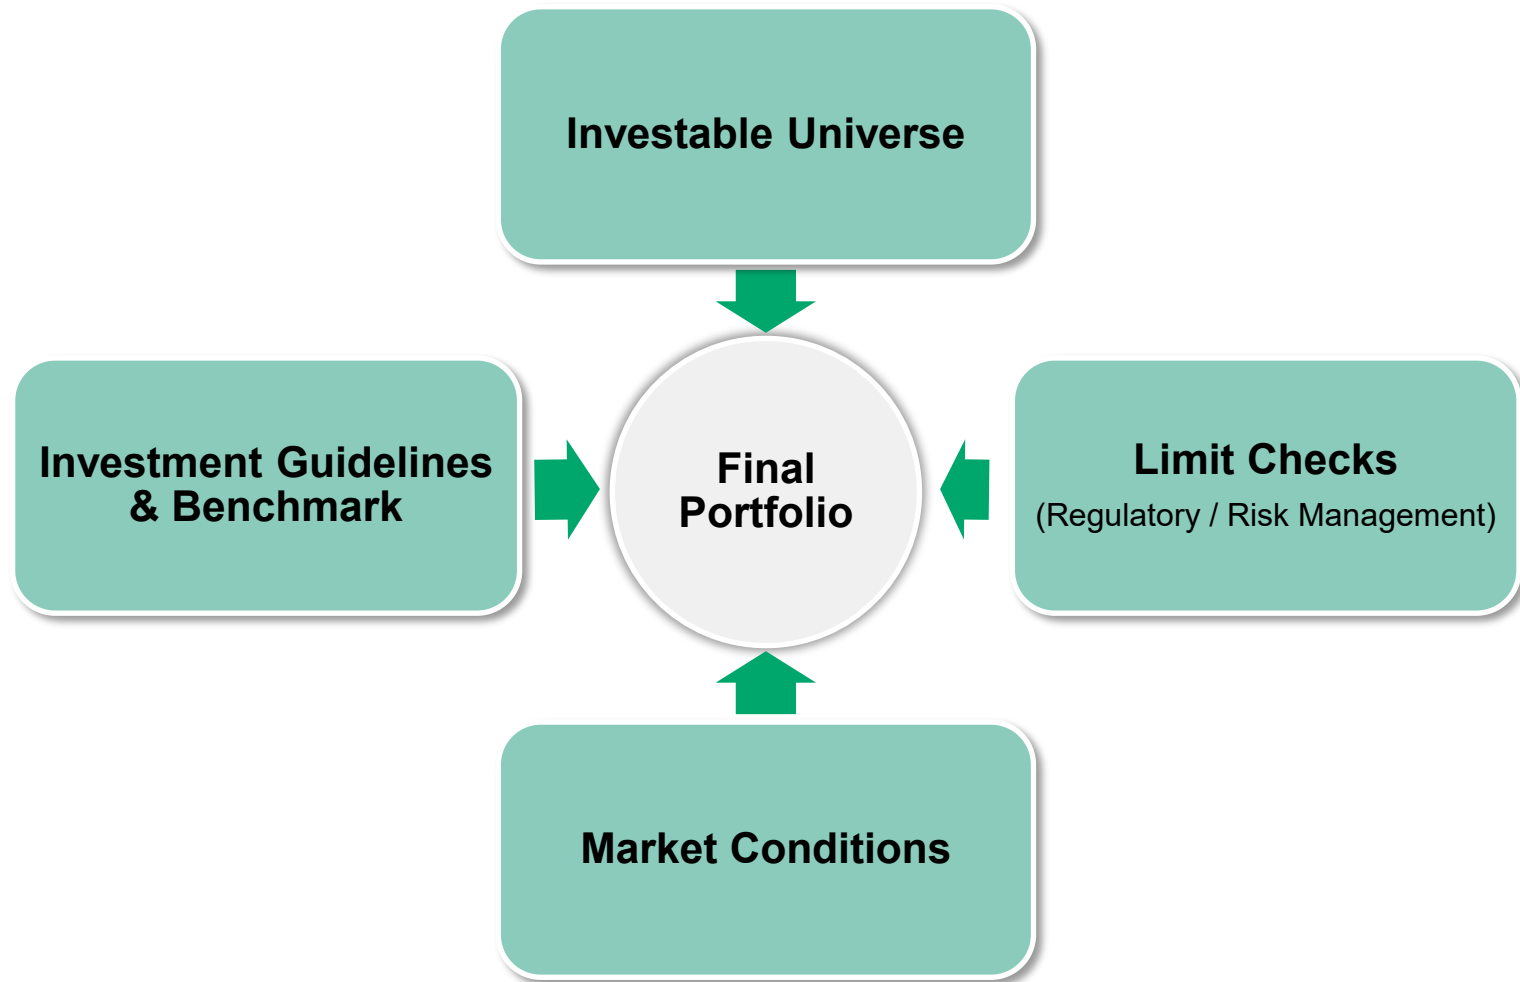 Investable Universe
Investment Guidelines
& Benchmark
Final
Portfolio
Limit Checks
(Regulatory / Risk Management)
Market Conditions